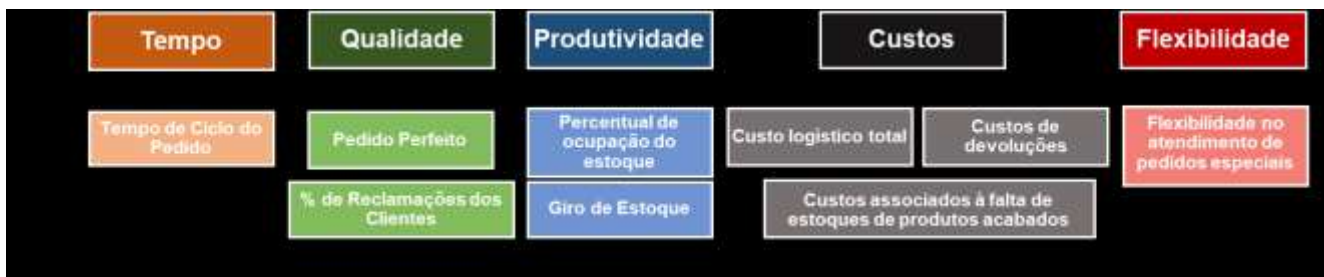 Tempo
Qualidade
Produtividade
Custos
Flexibilidade
Tempo de Ciclo do
Pedido
Pedido Perfeito
Percentual de
ocupação do
estoque
Custo logístico total
Custos de
devoluções
Flexibilidade no
atendimento de
pedidos especiais
% de Reclamações dos
Clientes
Giro de Estoque
Custos associados à falta de
estoques de produtos acabados